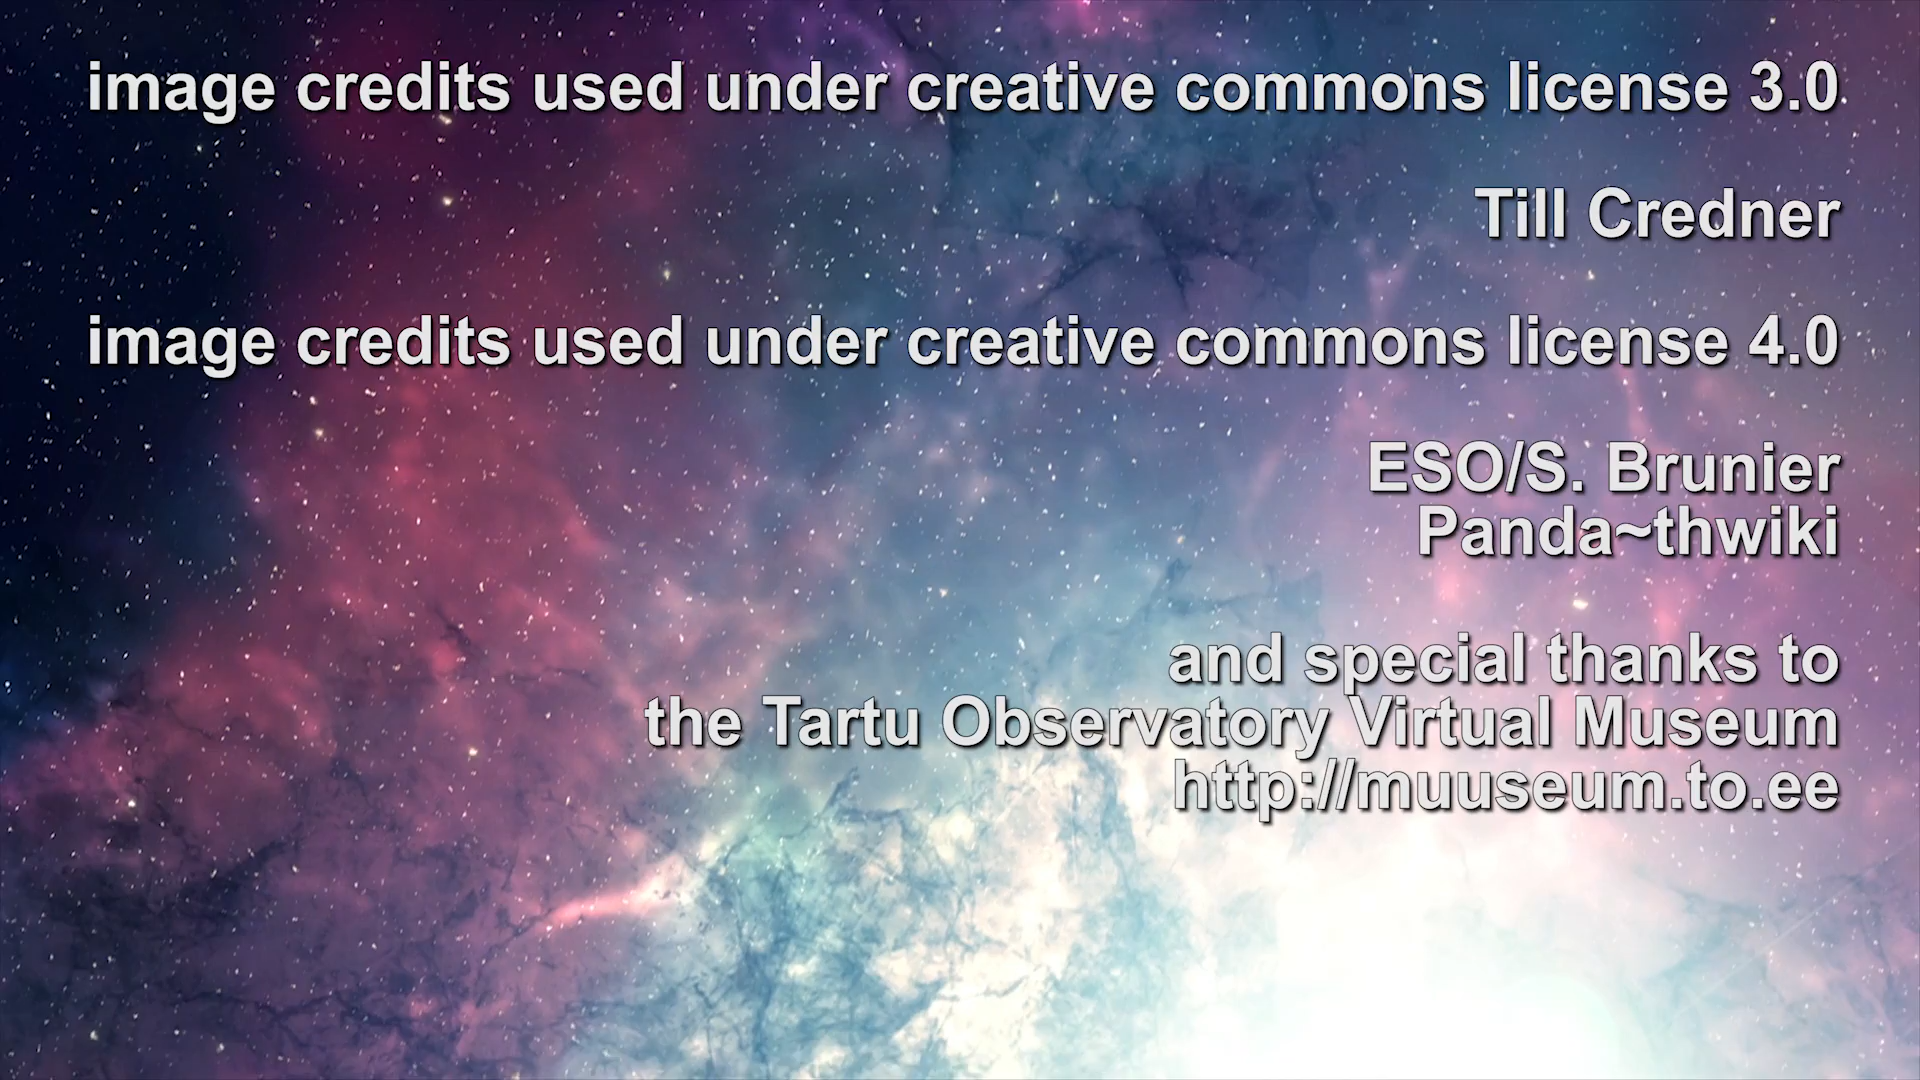 image credits used under creative commons license 3.0
Till Credner
image credits used under creative commons license 4.0
ESO/S. Brunier
Panda~thwiki
and special thanks to
the Tartu Observatory Virtual Museum
http://muuseum.to.ee